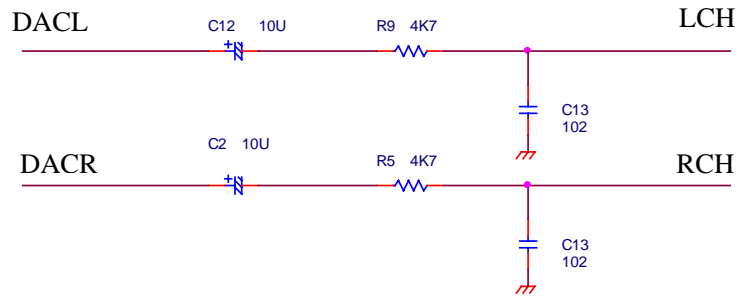 DACL C12 10U R9 4K7 LCH
+
C13
102
DACR C2 10U R5 4K7 RCH
+
C13
102